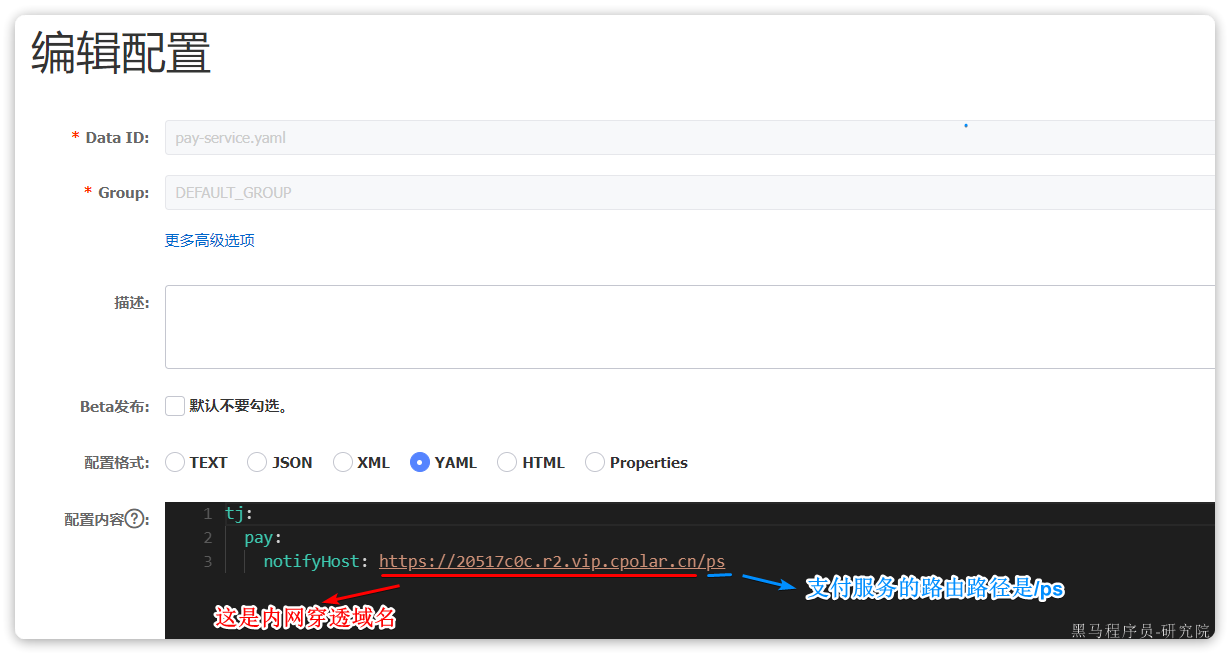 编辑配置
* Data ID: pay-service.yaml
* Group: DEFAULT_GROUP
更多高级选项
描述:
Beta发布: 默认不要勾选。
配置格式: TEXT JSON XML YAML HTML Properties
配置内容?: 1 tj:
2 pay:
3 notifyHost: https://20517c0c.r2.vip.cpolar.cn/ps
支付服务的路由路径是/ps
这是内网穿透域名
黑马程序员-研究院